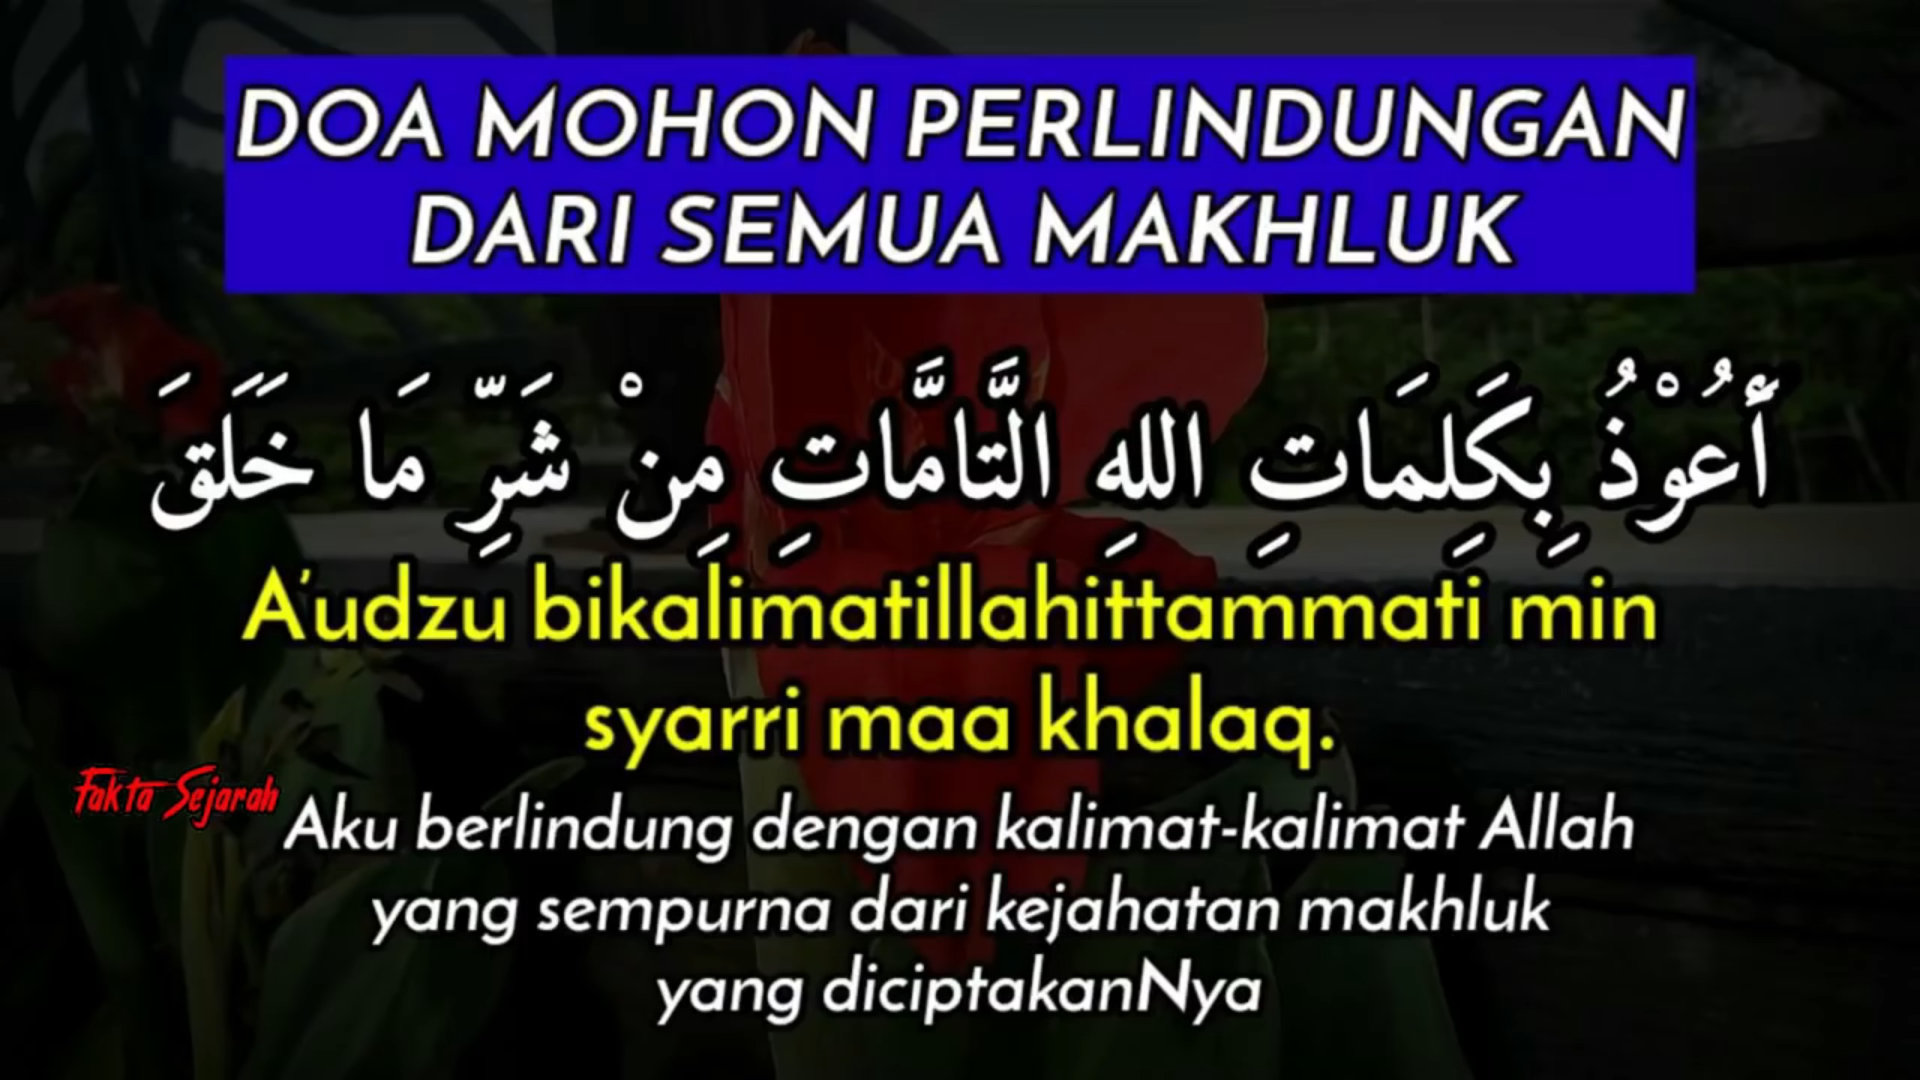 DOA MOHON PERLINDUNGAN
DARI SEMUA MAKHLUK
أَعُوْذُ بِكَلِمَاتِ اللهِ التَّامَّاتِ مِنْ شَرِّ مَا خَلَقَ
A'udzu bikalimatillahittammati min
syarri maa khalaq.
Fakta Sejarah
Aku berlindung dengan kalimat-kalimat Allah
yang sempurna dari kejahatan makhluk
yang diciptakanNya